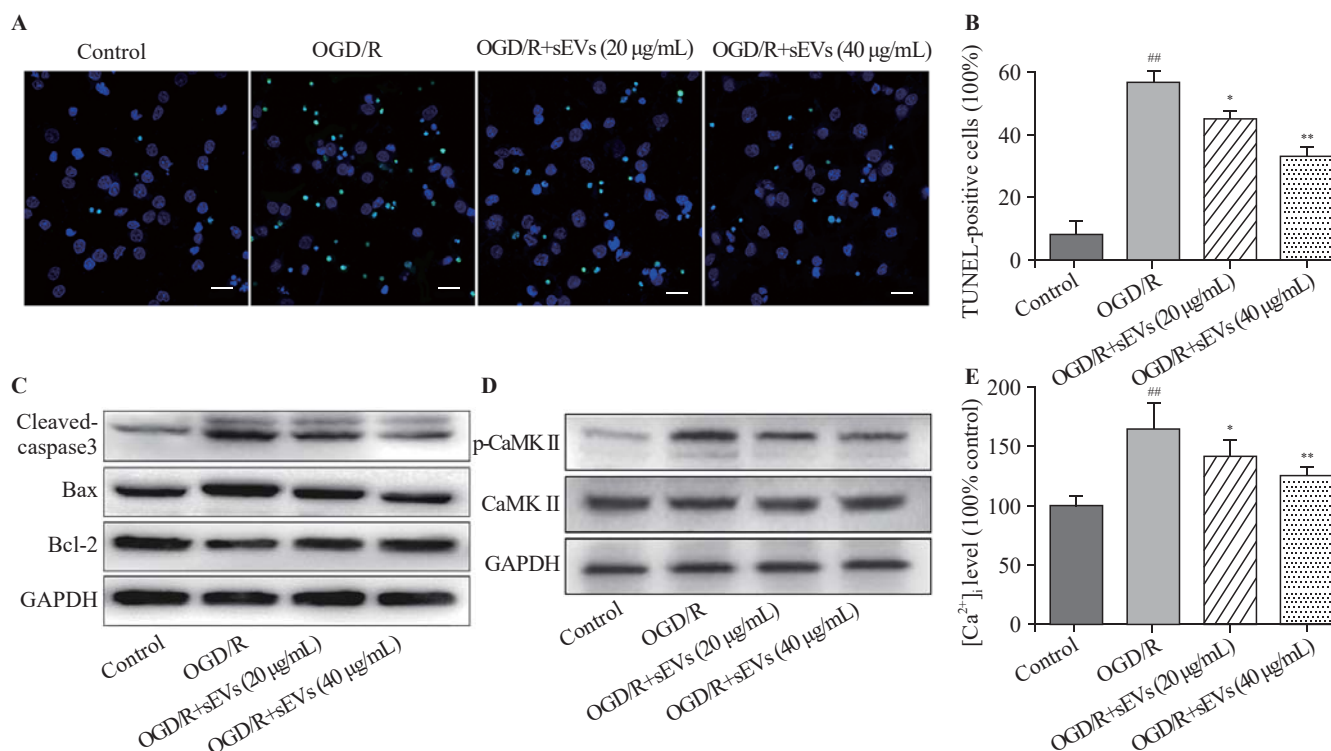 A
Control
OGD/R
OGD/R+sEVs (20 μg/mL)
OGD/R+sEVs (40 μg/mL)
B
TUNEL-positive cells (100%)
60
40
20
0
##
*
**
Control
OGD/R
OGD/R+sEVs (20 μg/mL)
OGD/R+sEVs (40 μg/mL)
C
Cleaved-
caspase3
Bax
Bcl-2
GAPDH
Control
OGD/R
OGD/R+sEVs (20 μg/mL)
OGD/R+sEVs (40 μg/mL)
D
p-CaMK II
CaMK II
GAPDH
Control
OGD/R
OGD/R+sEVs (20 μg/mL)
OGD/R+sEVs (40 μg/mL)
E
[Ca²⁺]ᵢ level (100% control)
200
150
100
50
0
##
*
**
Control
OGD/R
OGD/R+sEVs (20 μg/mL)
OGD/R+sEVs (40 μg/mL)